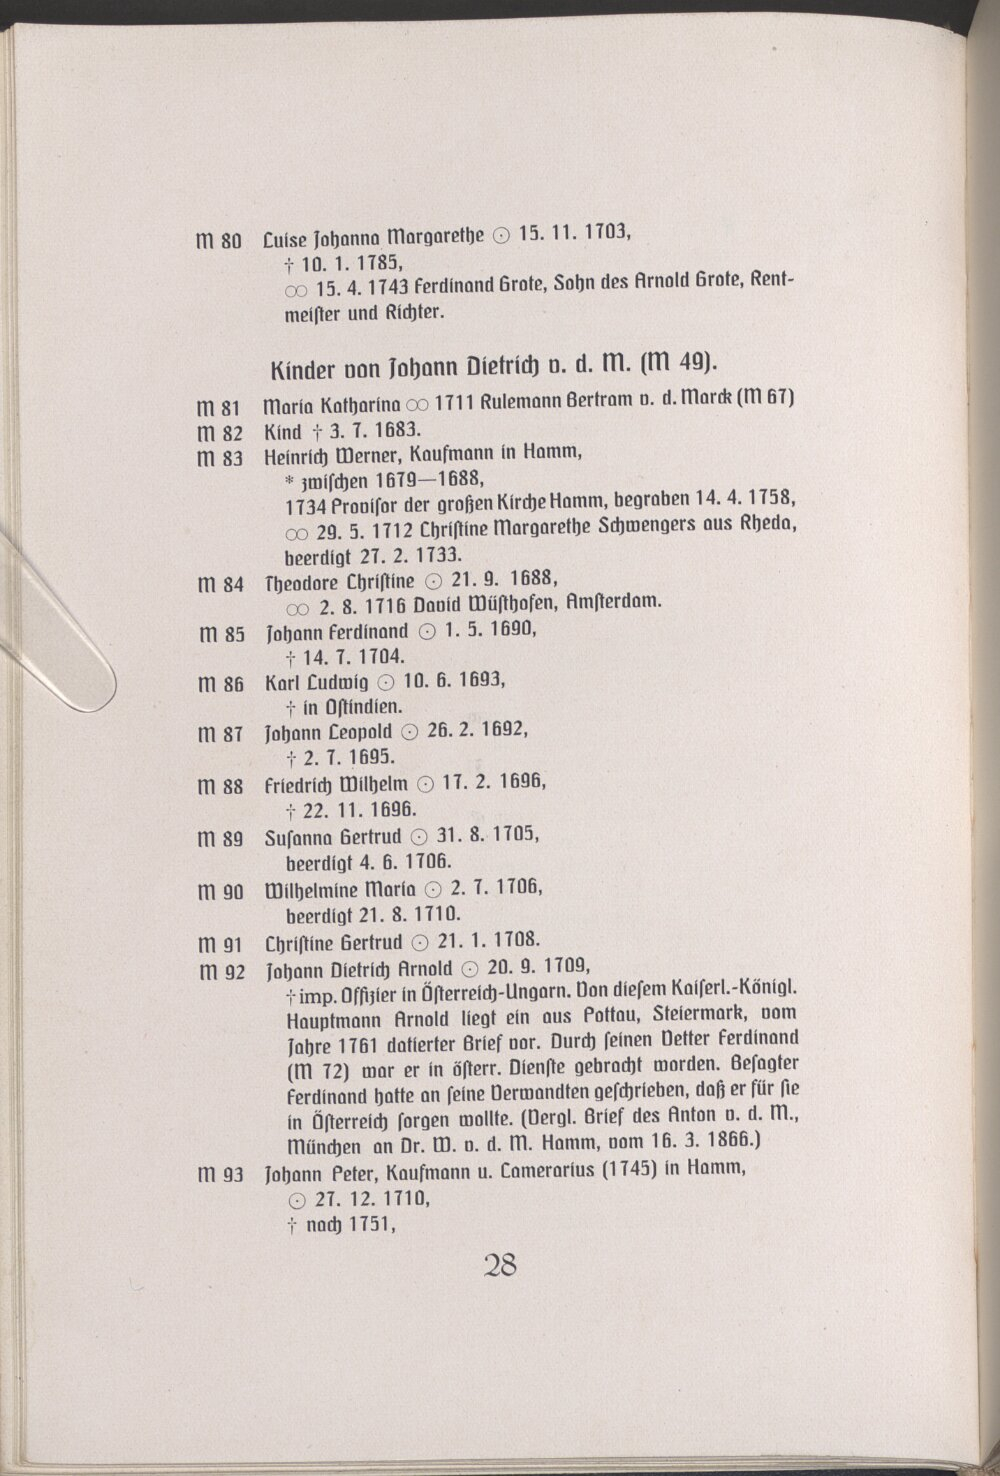 M 80 Luise Johanna Margarethe ⊙ 15. 11. 1703,
† 10. 1. 1785,
∞ 15. 4. 1743 Ferdinand Grote, Sohn des Arnold Grote, Rent-
meiſter und Richter.
Kinder von Johann Dietrich v. d. M. (M 49).
M 81 Maria Katharina ∞ 1711 Rulemann Bertram v. d. Marck (M 67)
M 82 Kind † 3. 7. 1683.
M 83 Heinrich Werner, Kaufmann in Hamm,
* zwiſchen 1679—1688,
1734 Proviſor der großen Kirche Hamm, begraben 14. 4. 1758,
∞ 29. 5. 1712 Chriſtine Margarethe Schwengers aus Rheda,
beerdigt 27. 2. 1733.
M 84 Theodore Chriſtine ⊙ 21. 9. 1688,
∞ 2. 8. 1716 David Wüſthofen, Amſterdam.
M 85 Johann Ferdinand ⊙ 1. 5. 1690,
† 14. 7. 1704.
M 86 Karl Ludwig ⊙ 10. 6. 1693,
† in Oſtindien.
M 87 Johann Leopold ⊙ 26. 2. 1692,
† 2. 7. 1695.
M 88 Friedrich Wilhelm ⊙ 17. 2. 1696,
† 22. 11. 1696.
M 89 Suſanna Gertrud ⊙ 31. 8. 1705,
beerdigt 4. 6. 1706.
M 90 Wilhelmine Maria ⊙ 2. 7. 1706,
beerdigt 21. 8. 1710.
M 91 Chriſtine Gertrud ⊙ 21. 1. 1708.
M 92 Johann Dietrich Arnold ⊙ 20. 9. 1709,
† imp. Offizier in Öſterreich-Ungarn. Von dieſem Kaiſerl.-Königl.
Hauptmann Arnold liegt ein aus Pottau, Steiermark, vom
Jahre 1761 datierter Brief vor. Durch ſeinen Vetter Ferdinand
(M 72) war er in öſterr. Dienſte gebracht worden. Beſagter
Ferdinand hatte an ſeine Verwandten geſchrieben, daß er für ſie
in Öſterreich ſorgen wollte. (Vergl. Brief des Anton v. d. M.,
München an Dr. W. v. d. M. Hamm, vom 16. 3. 1866.)
M 93 Johann Peter, Kaufmann u. Camerarius (1745) in Hamm,
⊙ 27. 12. 1710,
† nach 1751,
28